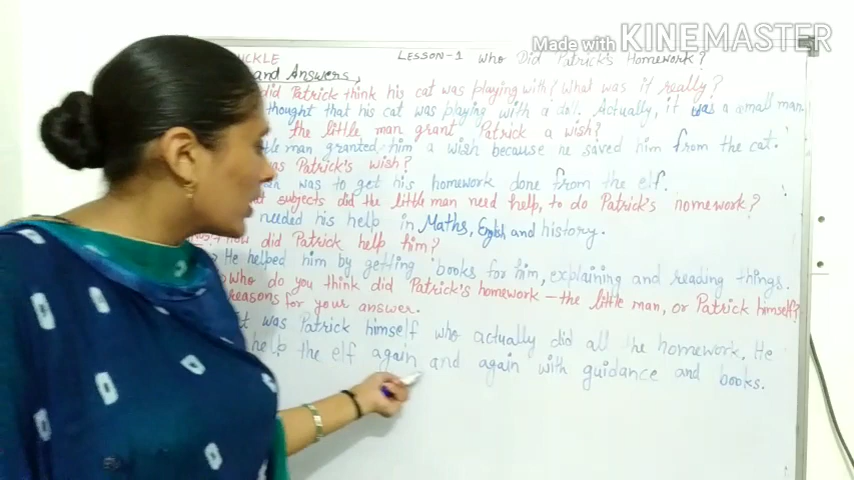 Made with KINEMASTER
UCKLE LESSON-1 Who Did Patrick's Homework?
and Answers,
did Patrick think his cat was playing with? What was it really?
thought that his cat was playing with a doll. Actually, it was a small man
the little man grant Patrick a wish?
man granted him a wish because he saved him from the cat.
as Patrick's wish?
was to get his homework done from the elf.
subjects did the little man need help, to do Patrick's homework?
needed his help in Maths, English and history.
How did Patrick help him?
He helped him by getting books for him, explaining and reading things.
Who do you think did Patrick's homework — the little man, or Patrick himself?
reasons for your answer.
was Patrick himself who actually did all the homework. He
help the elf again and again with guidance and books.